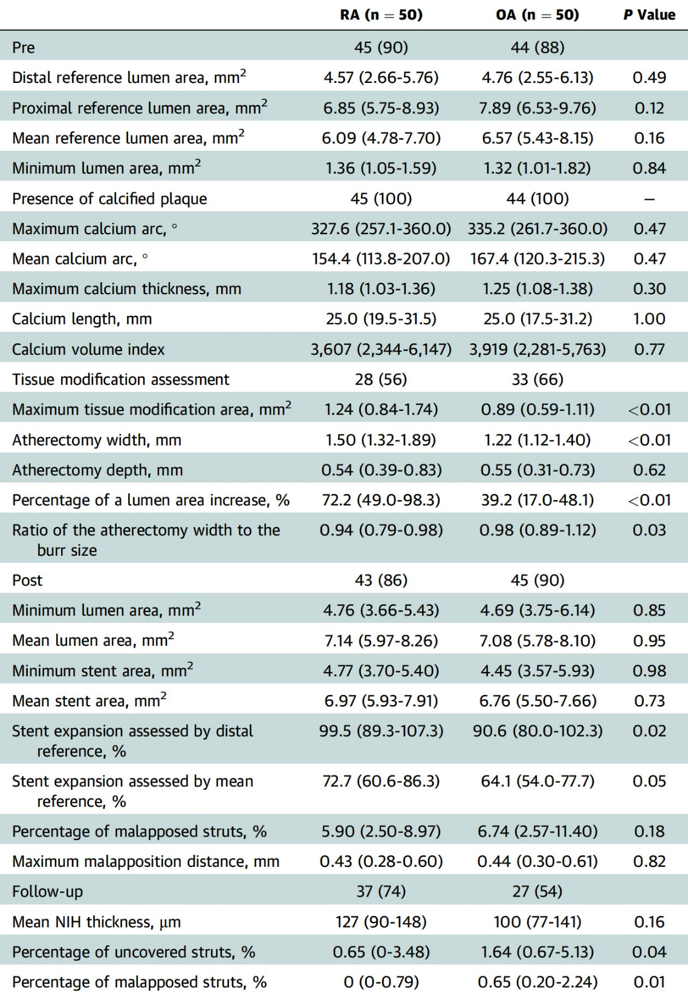 RA (n = 50) OA (n = 50) P Value
Pre 45 (90) 44 (88)
Distal reference lumen area, mm² 4.57 (2.66-5.76) 4.76 (2.55-6.13) 0.49
Proximal reference lumen area, mm² 6.85 (5.75-8.93) 7.89 (6.53-9.76) 0.12
Mean reference lumen area, mm² 6.09 (4.78-7.70) 6.57 (5.43-8.15) 0.16
Minimum lumen area, mm² 1.36 (1.05-1.59) 1.32 (1.01-1.82) 0.84
Presence of calcified plaque 45 (100) 44 (100) –
Maximum calcium arc, ° 327.6 (257.1-360.0) 335.2 (261.7-360.0) 0.47
Mean calcium arc, ° 154.4 (113.8-207.0) 167.4 (120.3-215.3) 0.47
Maximum calcium thickness, mm 1.18 (1.03-1.36) 1.25 (1.08-1.38) 0.30
Calcium length, mm 25.0 (19.5-31.5) 25.0 (17.5-31.2) 1.00
Calcium volume index 3,607 (2,344-6,147) 3,919 (2,281-5,763) 0.77
Tissue modification assessment 28 (56) 33 (66)
Maximum tissue modification area, mm² 1.24 (0.84-1.74) 0.89 (0.59-1.11) <0.01
Atherectomy width, mm 1.50 (1.32-1.89) 1.22 (1.12-1.40) <0.01
Atherectomy depth, mm 0.54 (0.39-0.83) 0.55 (0.31-0.73) 0.62
Percentage of a lumen area increase, % 72.2 (49.0-98.3) 39.2 (17.0-48.1) <0.01
Ratio of the atherectomy width to the 0.94 (0.79-0.98) 0.98 (0.89-1.12) 0.03
burr size
Post 43 (86) 45 (90)
Minimum lumen area, mm² 4.76 (3.66-5.43) 4.69 (3.75-6.14) 0.85
Mean lumen area, mm² 7.14 (5.97-8.26) 7.08 (5.78-8.10) 0.95
Minimum stent area, mm² 4.77 (3.70-5.40) 4.45 (3.57-5.93) 0.98
Mean stent area, mm² 6.97 (5.93-7.91) 6.76 (5.50-7.66) 0.73
Stent expansion assessed by distal 99.5 (89.3-107.3) 90.6 (80.0-102.3) 0.02
reference, %
Stent expansion assessed by mean 72.7 (60.6-86.3) 64.1 (54.0-77.7) 0.05
reference, %
Percentage of malapposed struts, % 5.90 (2.50-8.97) 6.74 (2.57-11.40) 0.18
Maximum malapposition distance, mm 0.43 (0.28-0.60) 0.44 (0.30-0.61) 0.82
Follow-up 37 (74) 27 (54)
Mean NIH thickness, μm 127 (90-148) 100 (77-141) 0.16
Percentage of uncovered struts, % 0.65 (0-3.48) 1.64 (0.67-5.13) 0.04
Percentage of malapposed struts, % 0 (0-0.79) 0.65 (0.20-2.24) 0.01